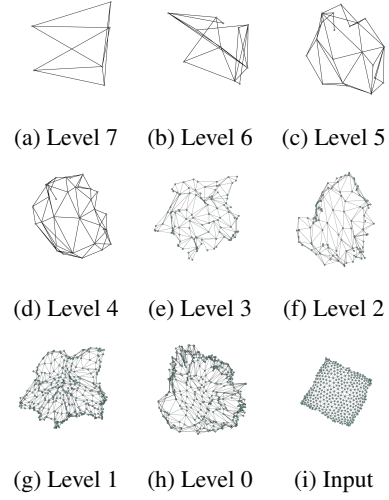 (a) Level 7 (b) Level 6 (c) Level 5
(d) Level 4 (e) Level 3 (f) Level 2
(g) Level 1 (h) Level 0 (i) Input